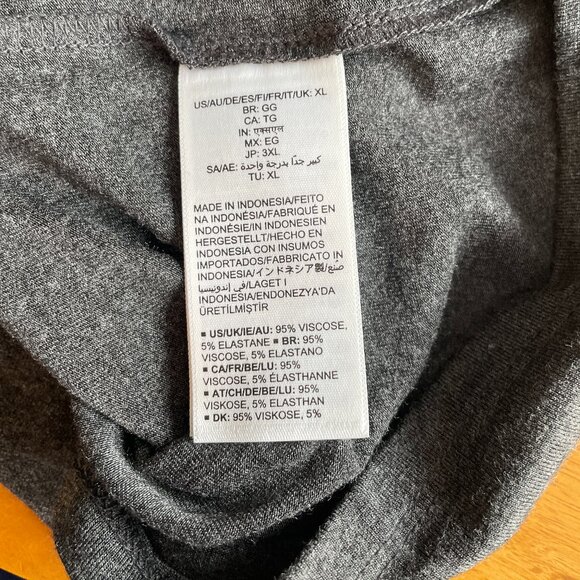 US/AU/DE/ES/FI/FR/IT/UK: XL
BR: GG
CA: TG
IN: एक्सएल
MX: EG
JP: 3XL
SA/AE: كبير جدًا بدرجة واحدة
TU: XL
MADE IN INDONESIA/FEITO
NA INDONÉSIA/FABRIQUÉ EN
INDONÉSIE/IN INDONESIEN
HERGESTELLT/HECHO EN
INDONESIA CON INSUMOS
IMPORTADOS/FABBRICATO IN
INDONESIA/インドネシア製/صُنع
في إندونيسيا/LAGET I
INDONESIA/ENDONEZYA'DA
ÜRETİLMİŞTİR
▪ US/UK/IE/AU: 95% VISCOSE,
5% ELASTANE ▪ BR: 95%
VISCOSE, 5% ELASTANO
▪ CA/FR/BE/LU: 95%
VISCOSE, 5% ÉLASTHANNE
▪ AT/CH/DE/BE/LU: 95%
VISKOSE, 5% ELASTHAN
▪ DK: 95% VISKOSE, 5%